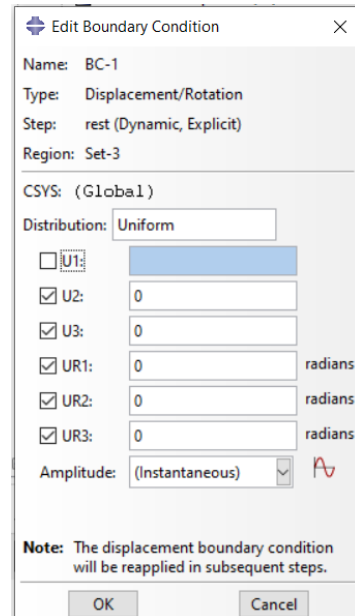 Edit Boundary Condition
Name: BC-1
Type: Displacement/Rotation
Step: rest (Dynamic, Explicit)
Region: Set-3
CSYS: (Global)
Distribution: Uniform
U1:
U2: 0
U3: 0
UR1: 0 radians
UR2: 0 radians
UR3: 0 radians
Amplitude: (Instantaneous)
Note: The displacement boundary condition
will be reapplied in subsequent steps.
OK Cancel